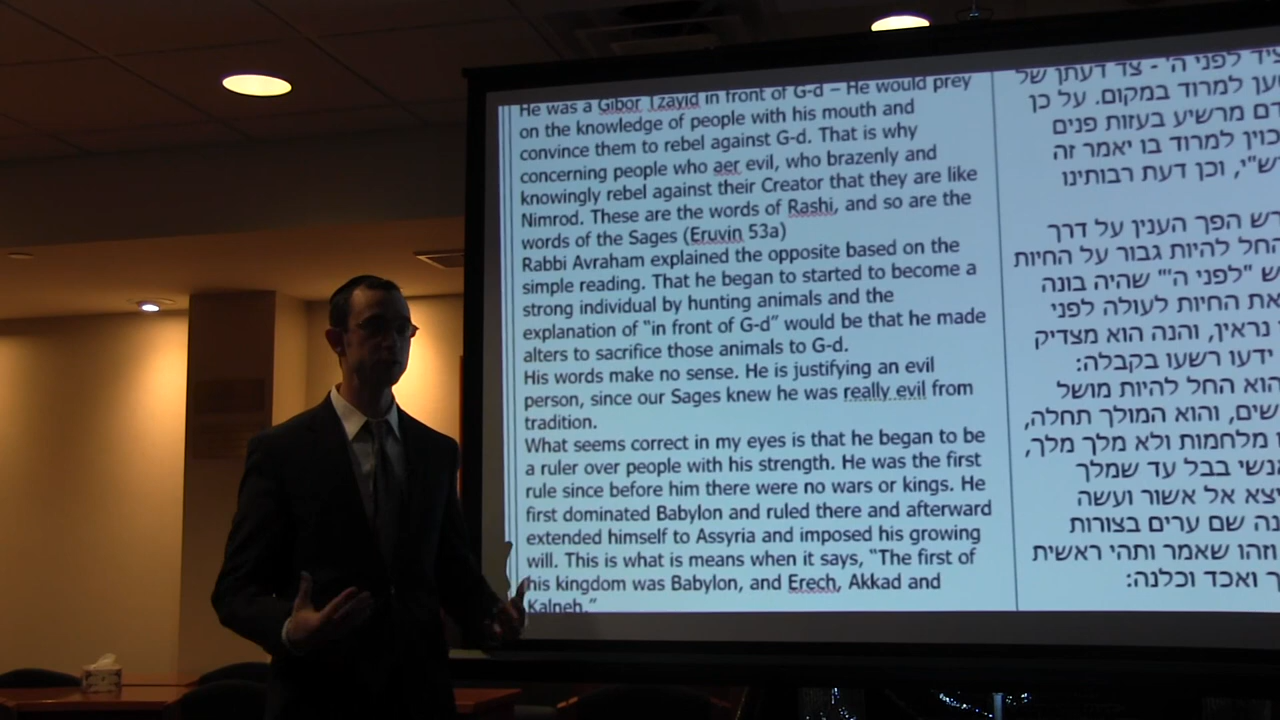 He was a Gibor Tzayid in front of G-d – He would prey
on the knowledge of people with his mouth and
convince them to rebel against G-d. That is why
concerning people who aer evil, who brazenly and
knowingly rebel against their Creator that they are like
Nimrod. These are the words of Rashi, and so are the
words of the Sages (Eruvin 53a)
Rabbi Avraham explained the opposite based on the
simple reading. That he began to started to become a
strong individual by hunting animals and the
explanation of "in front of G-d" would be that he made
alters to sacrifice those animals to G-d.
His words make no sense. He is justifying an evil
person, since our Sages knew he was really evil from
tradition.
What seems correct in my eyes is that he began to be
a ruler over people with his strength. He was the first
rule since before him there were no wars or kings. He
first dominated Babylon and ruled there and afterward
extended himself to Assyria and imposed his growing
will. This is what is means when it says, "The first of
his kingdom was Babylon, and Erech, Akkad and
Kalneh."
לפני ה' - צד דעתן של
למרוד במקום. על כן
מרשיע בעזות פנים
למרוד בו יאמר זה
וכן דעת רבותינו
הפך הענין על דרך
החל להיות גבור על החיות
"לפני ה'" שהיה בונה
את החיות לעולה לפני
נראין, והנה הוא מצדיק
ידעו רשעו בקבלה:
הוא החל להיות מושל
והוא המולך תחלה,
מלחמות ולא מלך מלך,
בבל עד שמלך
אל אשור ועשה
שם ערים בצורות
וזהו שאמר ותהי ראשית
ואכד וכלנה: